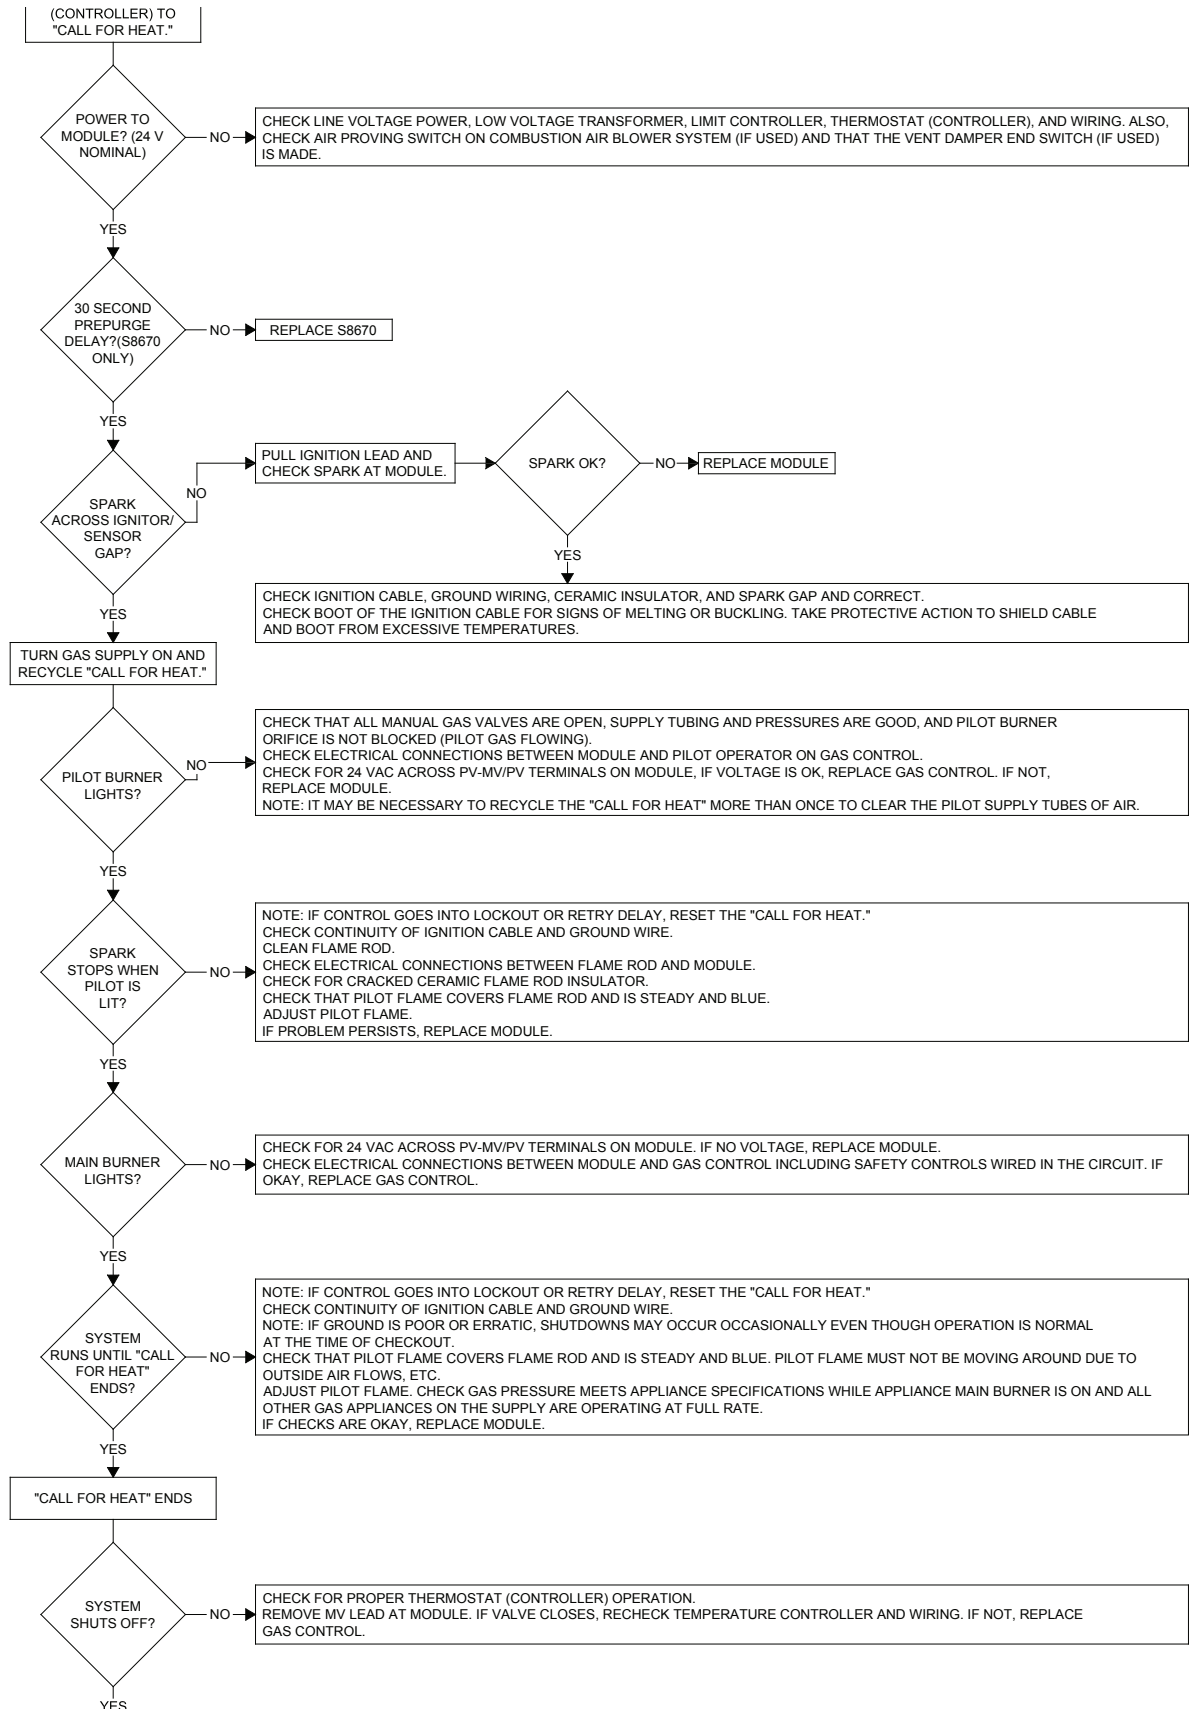 (CONTROLLER) TO
"CALL FOR HEAT."
POWER TO
MODULE? (24 V
NOMINAL)
NO
CHECK LINE VOLTAGE POWER, LOW VOLTAGE TRANSFORMER, LIMIT CONTROLLER, THERMOSTAT (CONTROLLER), AND WIRING. ALSO,
CHECK AIR PROVING SWITCH ON COMBUSTION AIR BLOWER SYSTEM (IF USED) AND THAT THE VENT DAMPER END SWITCH (IF USED)
IS MADE.
YES
30 SECOND
PREPURGE
DELAY?(S8670
ONLY)
NO
REPLACE S8670
YES
SPARK
ACROSS IGNITOR/
SENSOR
GAP?
NO
PULL IGNITION LEAD AND
CHECK SPARK AT MODULE.
SPARK OK?
NO
REPLACE MODULE
YES
CHECK IGNITION CABLE, GROUND WIRING, CERAMIC INSULATOR, AND SPARK GAP AND CORRECT.
CHECK BOOT OF THE IGNITION CABLE FOR SIGNS OF MELTING OR BUCKLING. TAKE PROTECTIVE ACTION TO SHIELD CABLE
AND BOOT FROM EXCESSIVE TEMPERATURES.
YES
TURN GAS SUPPLY ON AND
RECYCLE "CALL FOR HEAT."
PILOT BURNER
LIGHTS?
NO
CHECK THAT ALL MANUAL GAS VALVES ARE OPEN, SUPPLY TUBING AND PRESSURES ARE GOOD, AND PILOT BURNER
ORIFICE IS NOT BLOCKED (PILOT GAS FLOWING).
CHECK ELECTRICAL CONNECTIONS BETWEEN MODULE AND PILOT OPERATOR ON GAS CONTROL.
CHECK FOR 24 VAC ACROSS PV-MV/PV TERMINALS ON MODULE, IF VOLTAGE IS OK, REPLACE GAS CONTROL. IF NOT,
REPLACE MODULE.
NOTE: IT MAY BE NECESSARY TO RECYCLE THE "CALL FOR HEAT" MORE THAN ONCE TO CLEAR THE PILOT SUPPLY TUBES OF AIR.
YES
SPARK
STOPS WHEN
PILOT IS
LIT?
NO
NOTE: IF CONTROL GOES INTO LOCKOUT OR RETRY DELAY, RESET THE "CALL FOR HEAT."
CHECK CONTINUITY OF IGNITION CABLE AND GROUND WIRE.
CLEAN FLAME ROD.
CHECK ELECTRICAL CONNECTIONS BETWEEN FLAME ROD AND MODULE.
CHECK FOR CRACKED CERAMIC FLAME ROD INSULATOR.
CHECK THAT PILOT FLAME COVERS FLAME ROD AND IS STEADY AND BLUE.
ADJUST PILOT FLAME.
IF PROBLEM PERSISTS, REPLACE MODULE.
YES
MAIN BURNER
LIGHTS?
NO
CHECK FOR 24 VAC ACROSS PV-MV/PV TERMINALS ON MODULE. IF NO VOLTAGE, REPLACE MODULE.
CHECK ELECTRICAL CONNECTIONS BETWEEN MODULE AND GAS CONTROL INCLUDING SAFETY CONTROLS WIRED IN THE CIRCUIT. IF
OKAY, REPLACE GAS CONTROL.
YES
SYSTEM
RUNS UNTIL "CALL
FOR HEAT"
ENDS?
NO
NOTE: IF CONTROL GOES INTO LOCKOUT OR RETRY DELAY, RESET THE "CALL FOR HEAT."
CHECK CONTINUITY OF IGNITION CABLE AND GROUND WIRE.
NOTE: IF GROUND IS POOR OR ERRATIC, SHUTDOWNS MAY OCCUR OCCASIONALLY EVEN THOUGH OPERATION IS NORMAL
AT THE TIME OF CHECKOUT.
CHECK THAT PILOT FLAME COVERS FLAME ROD AND IS STEADY AND BLUE. PILOT FLAME MUST NOT BE MOVING AROUND DUE TO
OUTSIDE AIR FLOWS, ETC.
ADJUST PILOT FLAME. CHECK GAS PRESSURE MEETS APPLIANCE SPECIFICATIONS WHILE APPLIANCE MAIN BURNER IS ON AND ALL
OTHER GAS APPLIANCES ON THE SUPPLY ARE OPERATING AT FULL RATE.
IF CHECKS ARE OKAY, REPLACE MODULE.
YES
"CALL FOR HEAT" ENDS
SYSTEM
SHUTS OFF?
NO
CHECK FOR PROPER THERMOSTAT (CONTROLLER) OPERATION.
REMOVE MV LEAD AT MODULE. IF VALVE CLOSES, RECHECK TEMPERATURE CONTROLLER AND WIRING. IF NOT, REPLACE
GAS CONTROL.
YES